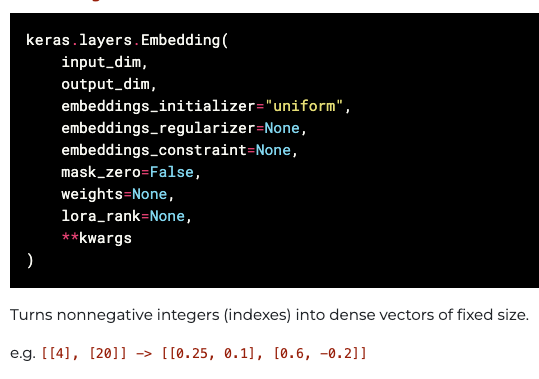 keras.layers.Embedding(
    input_dim,
    output_dim,
    embeddings_initializer="uniform",
    embeddings_regularizer=None,
    embeddings_constraint=None,
    mask_zero=False,
    weights=None,
    lora_rank=None,
    **kwargs
)
Turns nonnegative integers (indexes) into dense vectors of fixed size.
e.g. [[4], [20]] -> [[0.25, 0.1], [0.6, -0.2]]